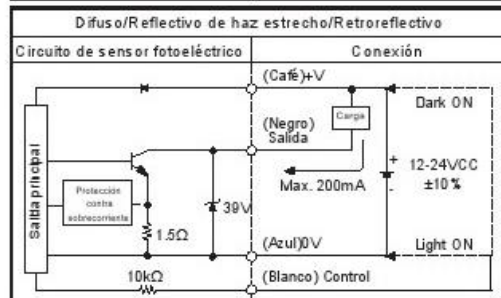 Difuso/Reflectivo de haz estrecho/Retroreflectivo
Circuito de sensor fotoeléctrico
Conexión
(Café)+V
Dark ON
Carga
(Negro)
Salida
Salida principal
Protección
contra
sobrecorriente
39V
Max. 200mA
+
12-24VCC
±10%
-
1.5Ω
(Azul)0V
Light ON
10kΩ
(Blanco) Control